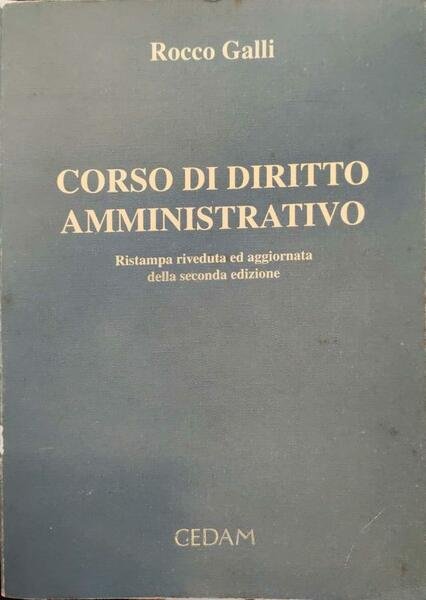 Rocco Galli
CORSO DI DIRITTO
AMMINISTRATIVO
Ristampa riveduta ed aggiornata
della seconda edizione
CEDAM